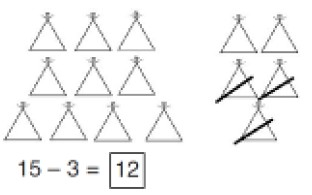 15 – 3 = 12